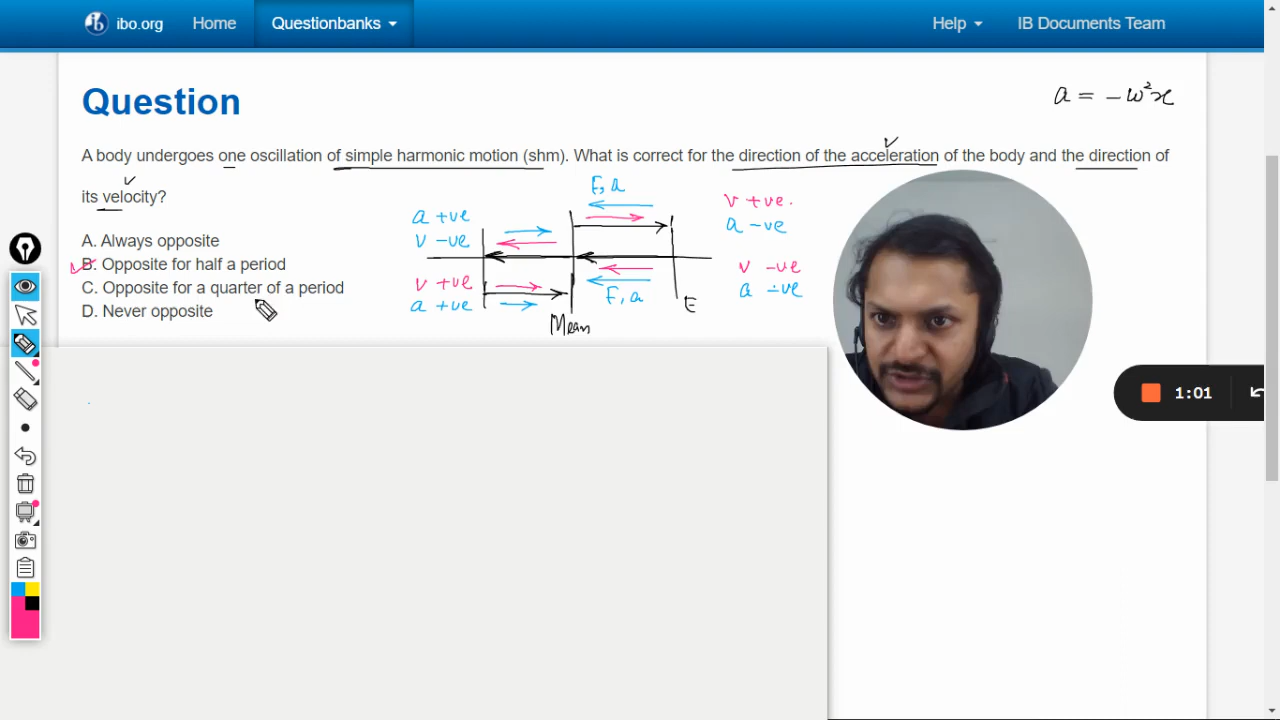 ibo.org Home Questionbanks Help IB Documents Team
Question
a = -ω²x
A body undergoes one oscillation of simple harmonic motion (shm). What is correct for the direction of the acceleration of the body and the direction of
its velocity?
A. Always opposite
B. Opposite for half a period
C. Opposite for a quarter of a period
D. Never opposite
F, a
a +ve
v -ve
v +ve
a +ve
v +ve.
a -ve
v -ve
a -ve
F, a
E
Mean
1:01